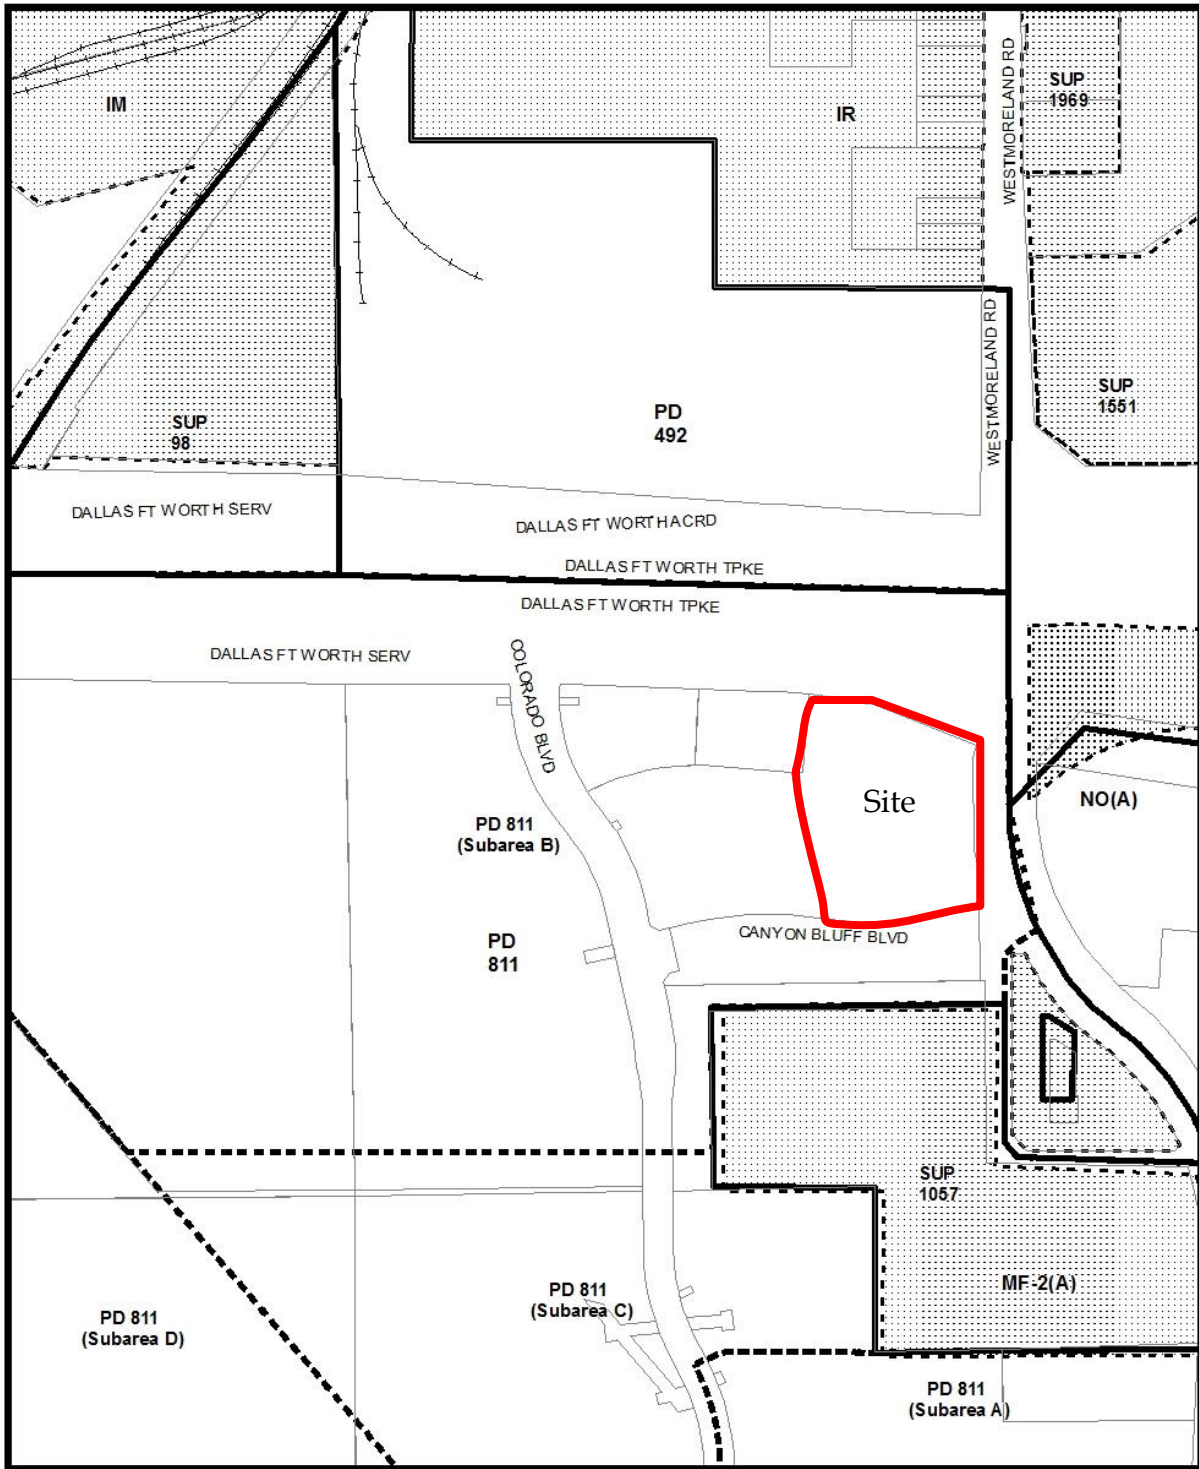 IM
IR
WESTMORELAND RD
SUP
1969
WESTMORELAND RD
SUP
1551
SUP
98
PD
492
DALLAS FT WORTH SERV
DALLAS FT WORTH ACRD
DALLAS FT WORTH TPKE
DALLAS FT WORTH TPKE
DALLAS FT WORTH SERV
COLORADO BLVD
Site
NO(A)
PD 811
(Subarea B)
CANYON BLUFF BLVD
PD
811
SUP
1057
MF-2(A)
PD 811
(Subarea C)
PD 811
(Subarea D)
PD 811
(Subarea A)